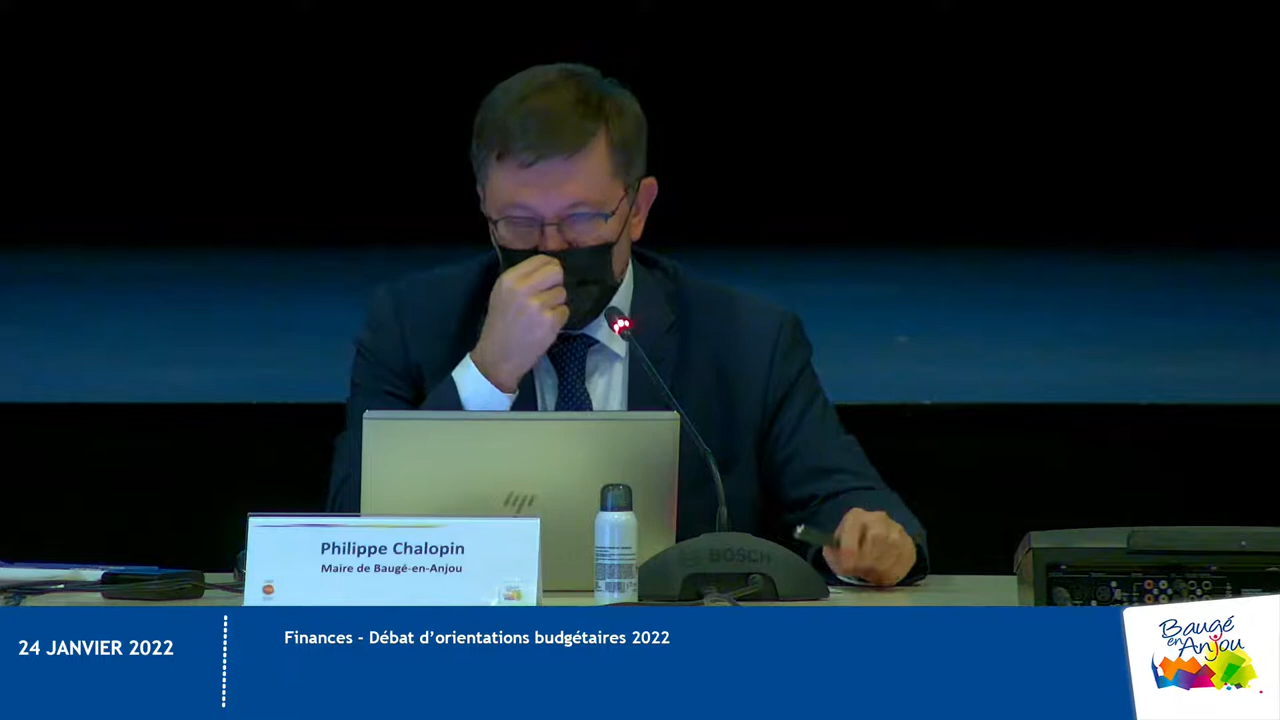 hp
BOSCH
Philippe Chalopin
Maire de Baugé-en-Anjou
24 JANVIER 2022
Finances - Débat d’orientations budgétaires 2022
Baugé
en Anjou